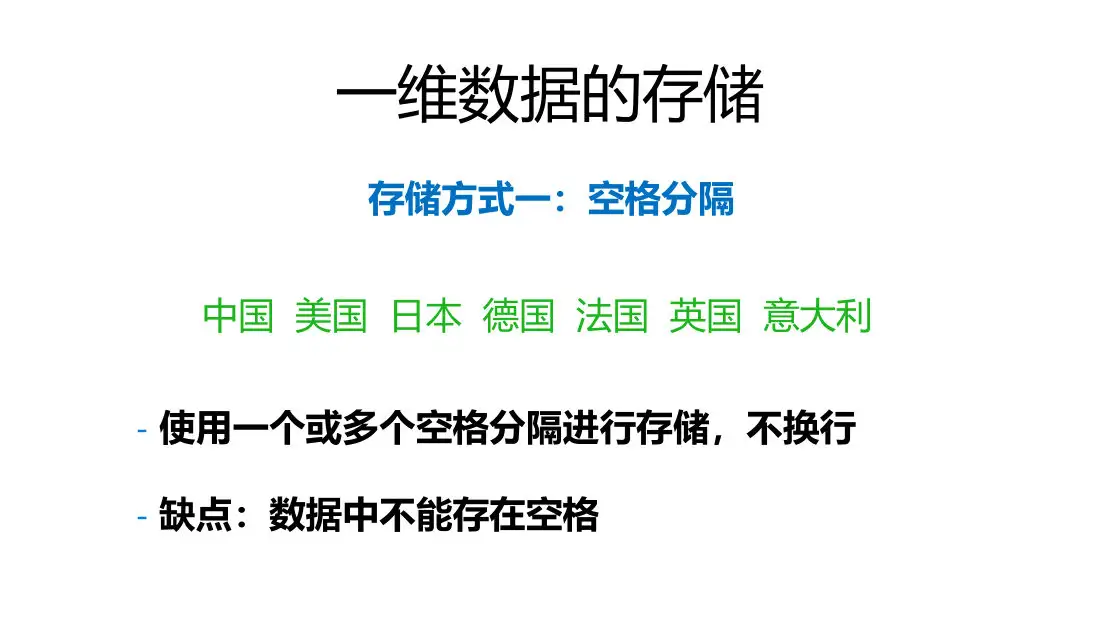 一维数据的存储
存储方式一：空格分隔
中国 美国 日本 德国 法国 英国 意大利
- 使用一个或多个空格分隔进行存储，不换行
- 缺点：数据中不能存在空格